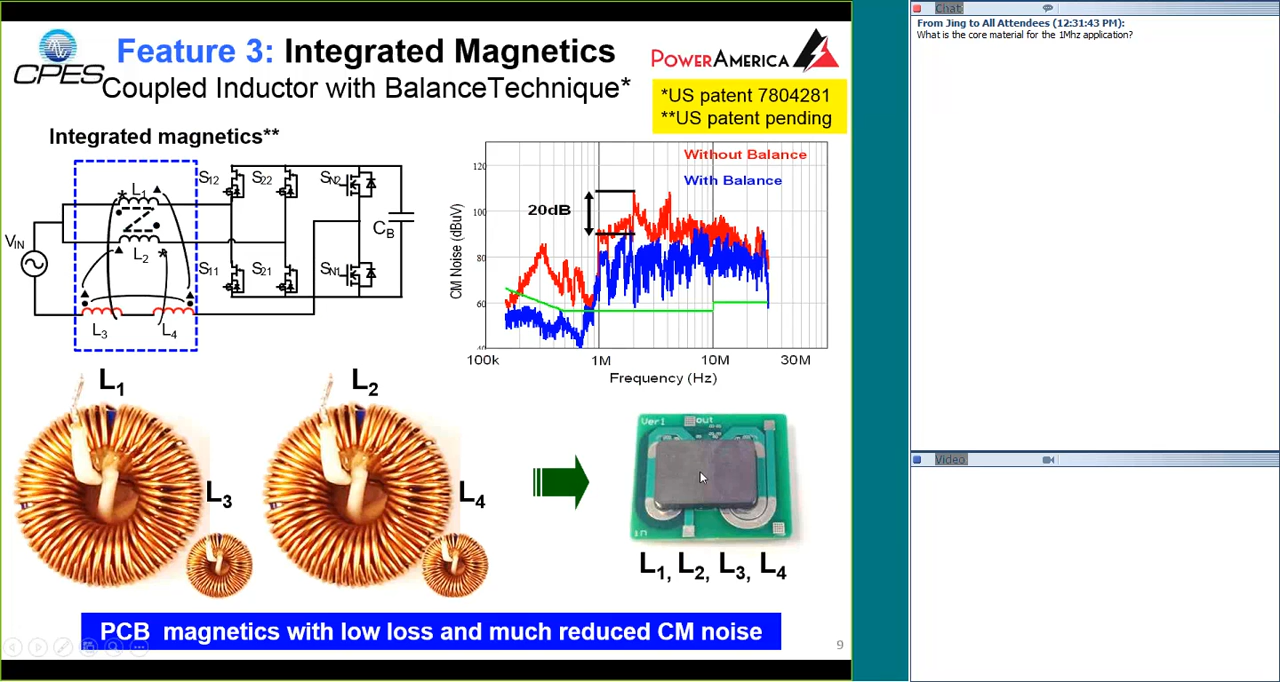 CPES
Feature 3: Integrated Magnetics
Coupled Inductor with BalanceTechnique*
POWERAMERICA
*US patent 7804281
**US patent pending
Integrated magnetics**
L1
L2
L3
L4
VIN
S12
S22
SN2
S11
S21
SN1
CB
Without Balance
With Balance
20dB
CM Noise (dBuV)
120
100
80
60
40
100k
1M
10M
30M
Frequency (Hz)
L1
L2
L3
L4
Ver1
out
in
L1, L2, L3, L4
PCB magnetics with low loss and much reduced CM noise
9
Chat
From Jing to All Attendees (12:31:43 PM):
What is the core material for the 1Mhz application?
Video